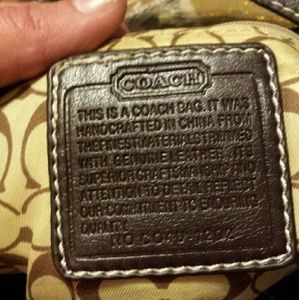 COACH
THIS IS A COACH BAG. IT WAS
HANDCRAFTED IN CHINA FROM
THE FINEST MATERIALS TRIMMED
WITH GENUINE LEATHER. ITS
SUPERIOR CRAFTSMANSHIP AND
ATTENTION TO DETAIL REFLECT
OUR COMMITMENT TO ENDURING
QUALITY.